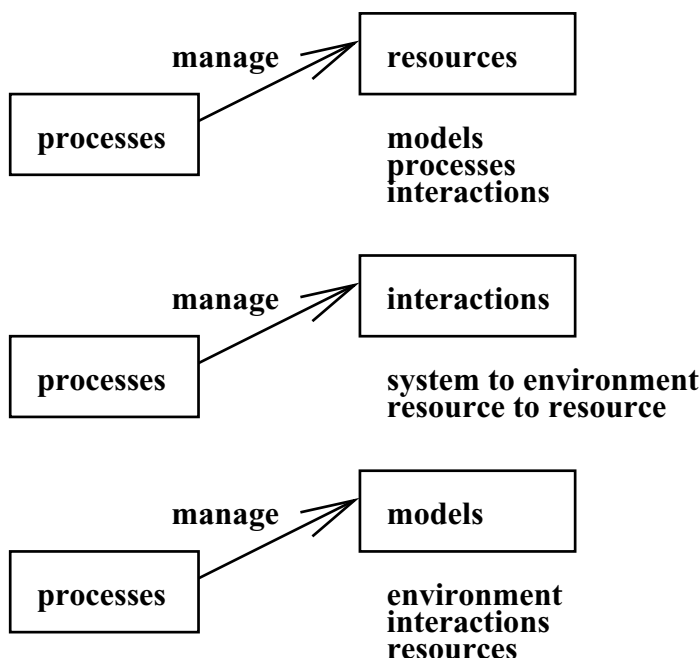 manage
resources
processes
models
processes
interactions
manage
interactions
processes
system to environment
resource to resource
manage
models
processes
environment
interactions
resources